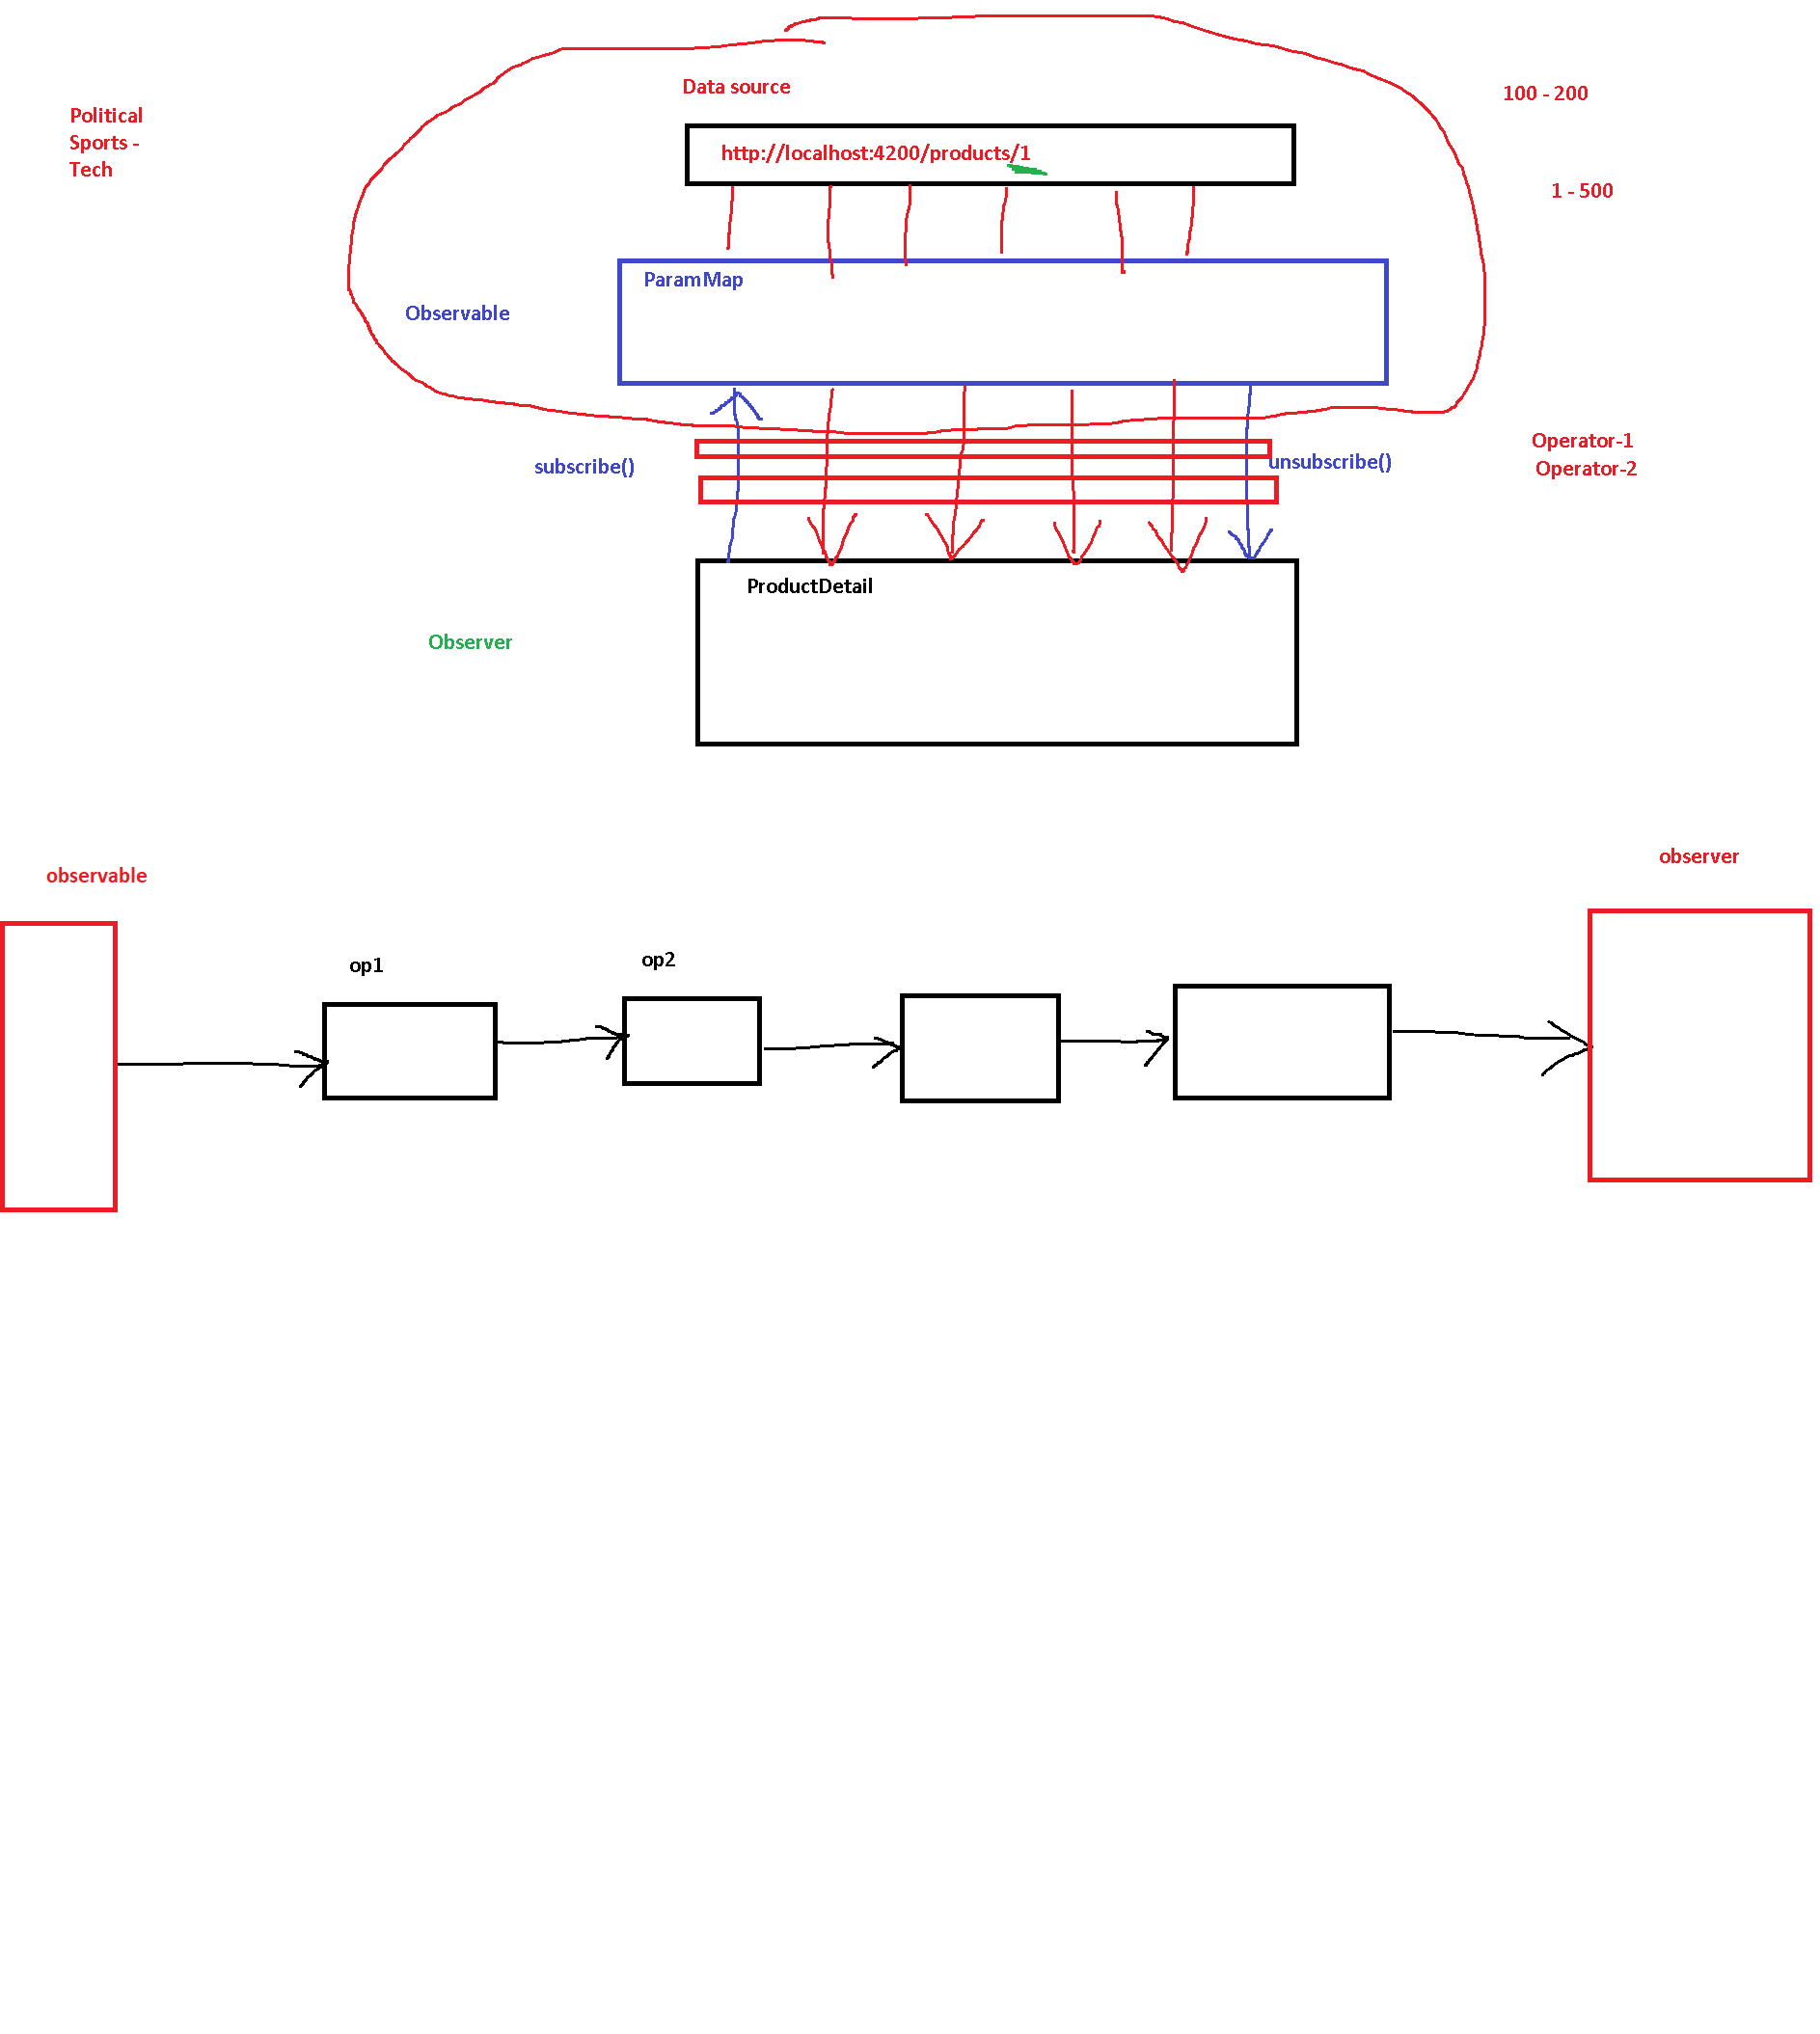 Data source
100 - 200
Political
Sports -
Tech
http://localhost:4200/products/1
1 - 500
ParamMap
Observable
Operator-1
subscribe()
unsubscribe()
Operator-2
ProductDetail
Observer
observable
observer
op1
op2